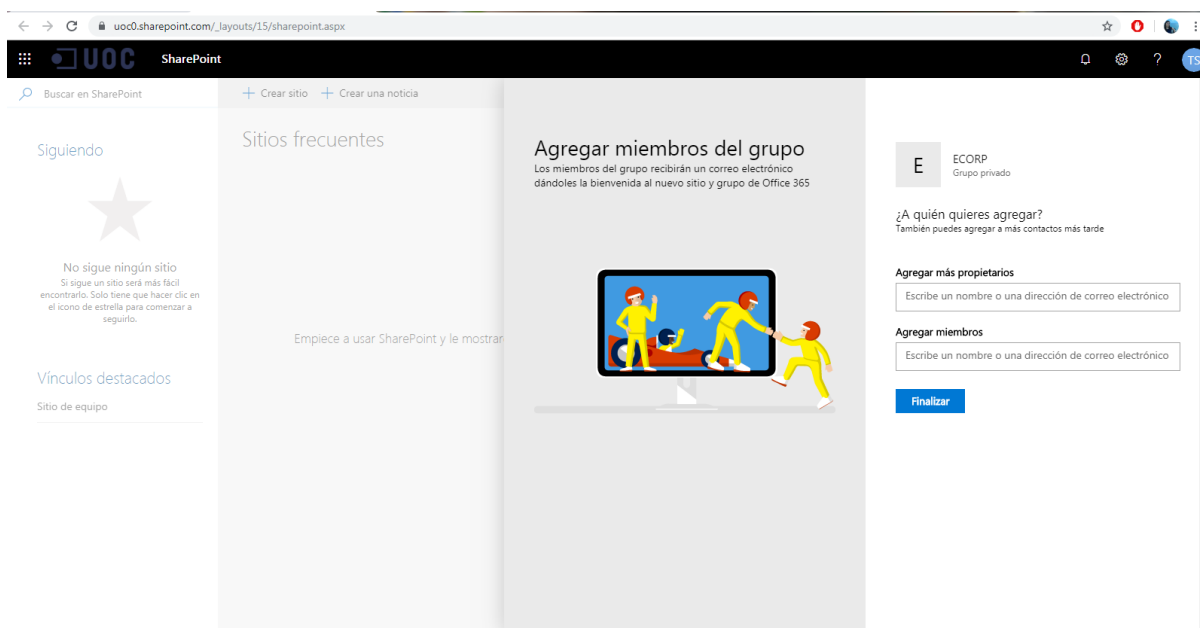 uoc0.sharepoint.com/_layouts/15/sharepoint.aspx
UOC
SharePoint
?
TS
Buscar en SharePoint
Crear sitio
Crear una noticia
Siguiendo
No sigue ningún sitio
Si sigue un sitio será más fácil
encontrarlo. Solo tiene que hacer clic en
el icono de estrella para comenzar a
seguirlo.
Vínculos destacados
Sitio de equipo
Sitios frecuentes
Empiece a usar SharePoint y le mostrar
Agregar miembros del grupo
Los miembros del grupo recibirán un correo electrónico
dándoles la bienvenida al nuevo sitio y grupo de Office 365
E
ECORP
Grupo privado
¿A quién quieres agregar?
También puedes agregar a más contactos más tarde
Agregar más propietarios
Escribe un nombre o una dirección de correo electrónico
Agregar miembros
Escribe un nombre o una dirección de correo electrónico
Finalizar